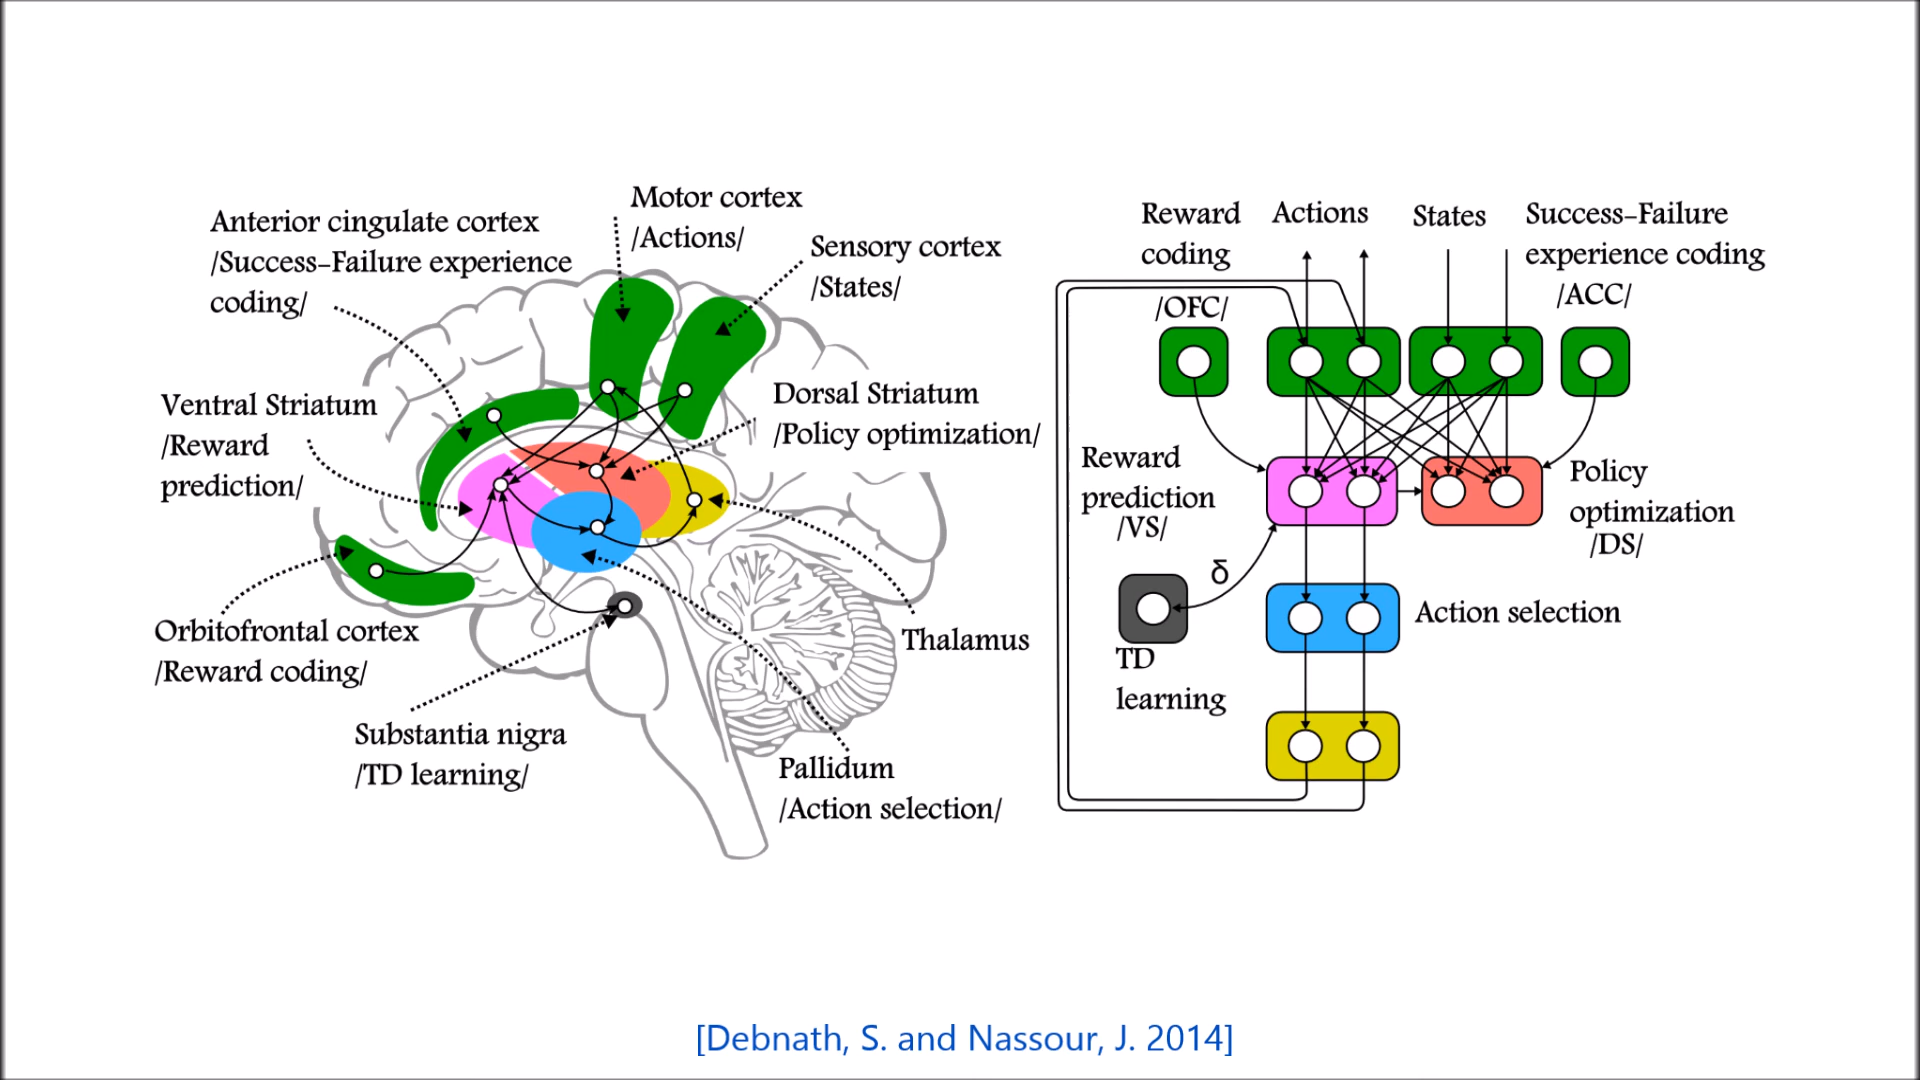 Anterior cingulate cortex
/Success-Failure experience
coding/
Motor cortex
/Actions/
Sensory cortex
/States/
Ventral Striatum
/Reward
prediction/
Dorsal Striatum
/Policy optimization/
Orbitofrontal cortex
/Reward coding/
Thalamus
Substantia nigra
/TD learning/
Pallidum
/Action selection/
Reward
coding
/OFC/
Actions
States
Success-Failure
experience coding
/ACC/
Reward
prediction
/VS/
Policy
optimization
/DS/
δ
TD
learning
Action selection
[Debnath, S. and Nassour, J. 2014]